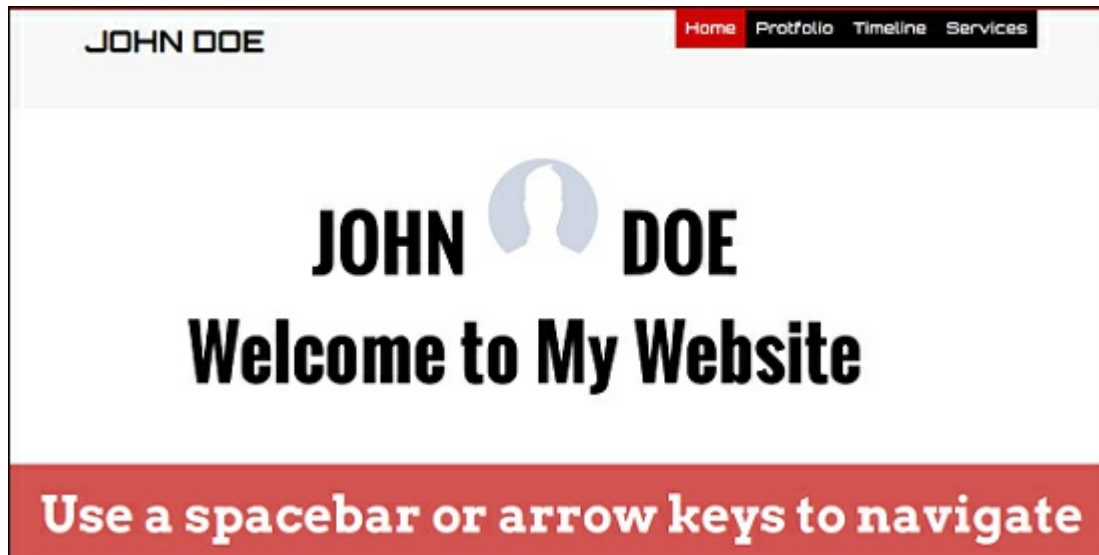 JOHN DOE
Home Protfolio Timeline Services
JOHN DOE
Welcome to My Website
Use a spacebar or arrow keys to navigate